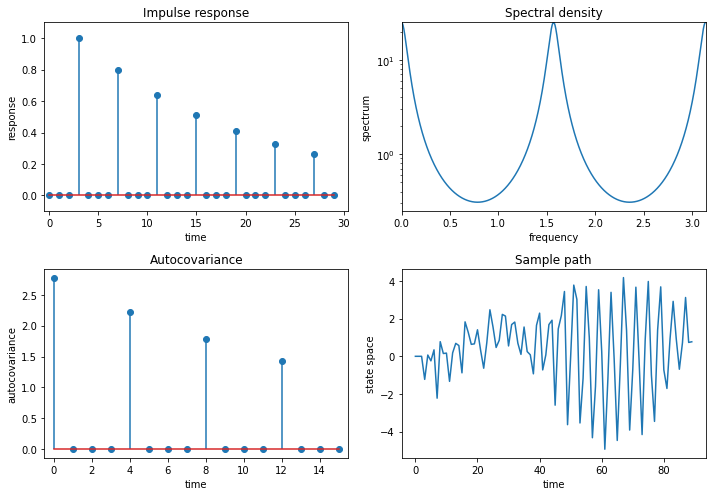 Impulse response
1.0
0.8
0.6
0.4
0.2
0.0
response
0 5 10 15 20 25 30
time
Spectral density
10¹
10⁰
spectrum
0.0 0.5 1.0 1.5 2.0 2.5 3.0
frequency
Autocovariance
2.5
2.0
1.5
1.0
0.5
0.0
autocovariance
0 2 4 6 8 10 12 14
time
Sample path
4
2
0
−2
−4
state space
0 20 40 60 80
time